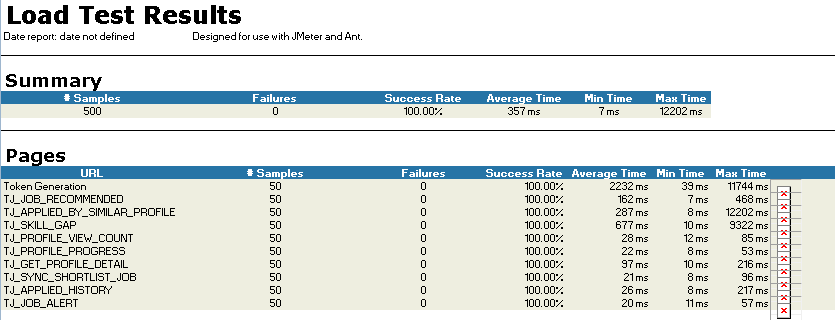 Load Test Results
Date report: date not defined Designed for use with JMeter and Ant.
Summary
# Samples Failures Success Rate Average Time Min Time Max Time
500 0 100.00% 357 ms 7 ms 12202 ms
Pages
URL # Samples Failures Success Rate Average Time Min Time Max Time
Token Generation 50 0 100.00% 2232 ms 39 ms 11744 ms
TJ_JOB_RECOMMENDED 50 0 100.00% 162 ms 7 ms 468 ms
TJ_APPLIED_BY_SIMILAR_PROFILE 50 0 100.00% 287 ms 8 ms 12202 ms
TJ_SKILL_GAP 50 0 100.00% 677 ms 10 ms 9322 ms
TJ_PROFILE_VIEW_COUNT 50 0 100.00% 28 ms 12 ms 85 ms
TJ_PROFILE_PROGRESS 50 0 100.00% 22 ms 8 ms 53 ms
TJ_GET_PROFILE_DETAIL 50 0 100.00% 97 ms 10 ms 216 ms
TJ_SYNC_SHORTLIST_JOB 50 0 100.00% 21 ms 8 ms 96 ms
TJ_APPLIED_HISTORY 50 0 100.00% 26 ms 8 ms 217 ms
TJ_JOB_ALERT 50 0 100.00% 20 ms 11 ms 57 ms